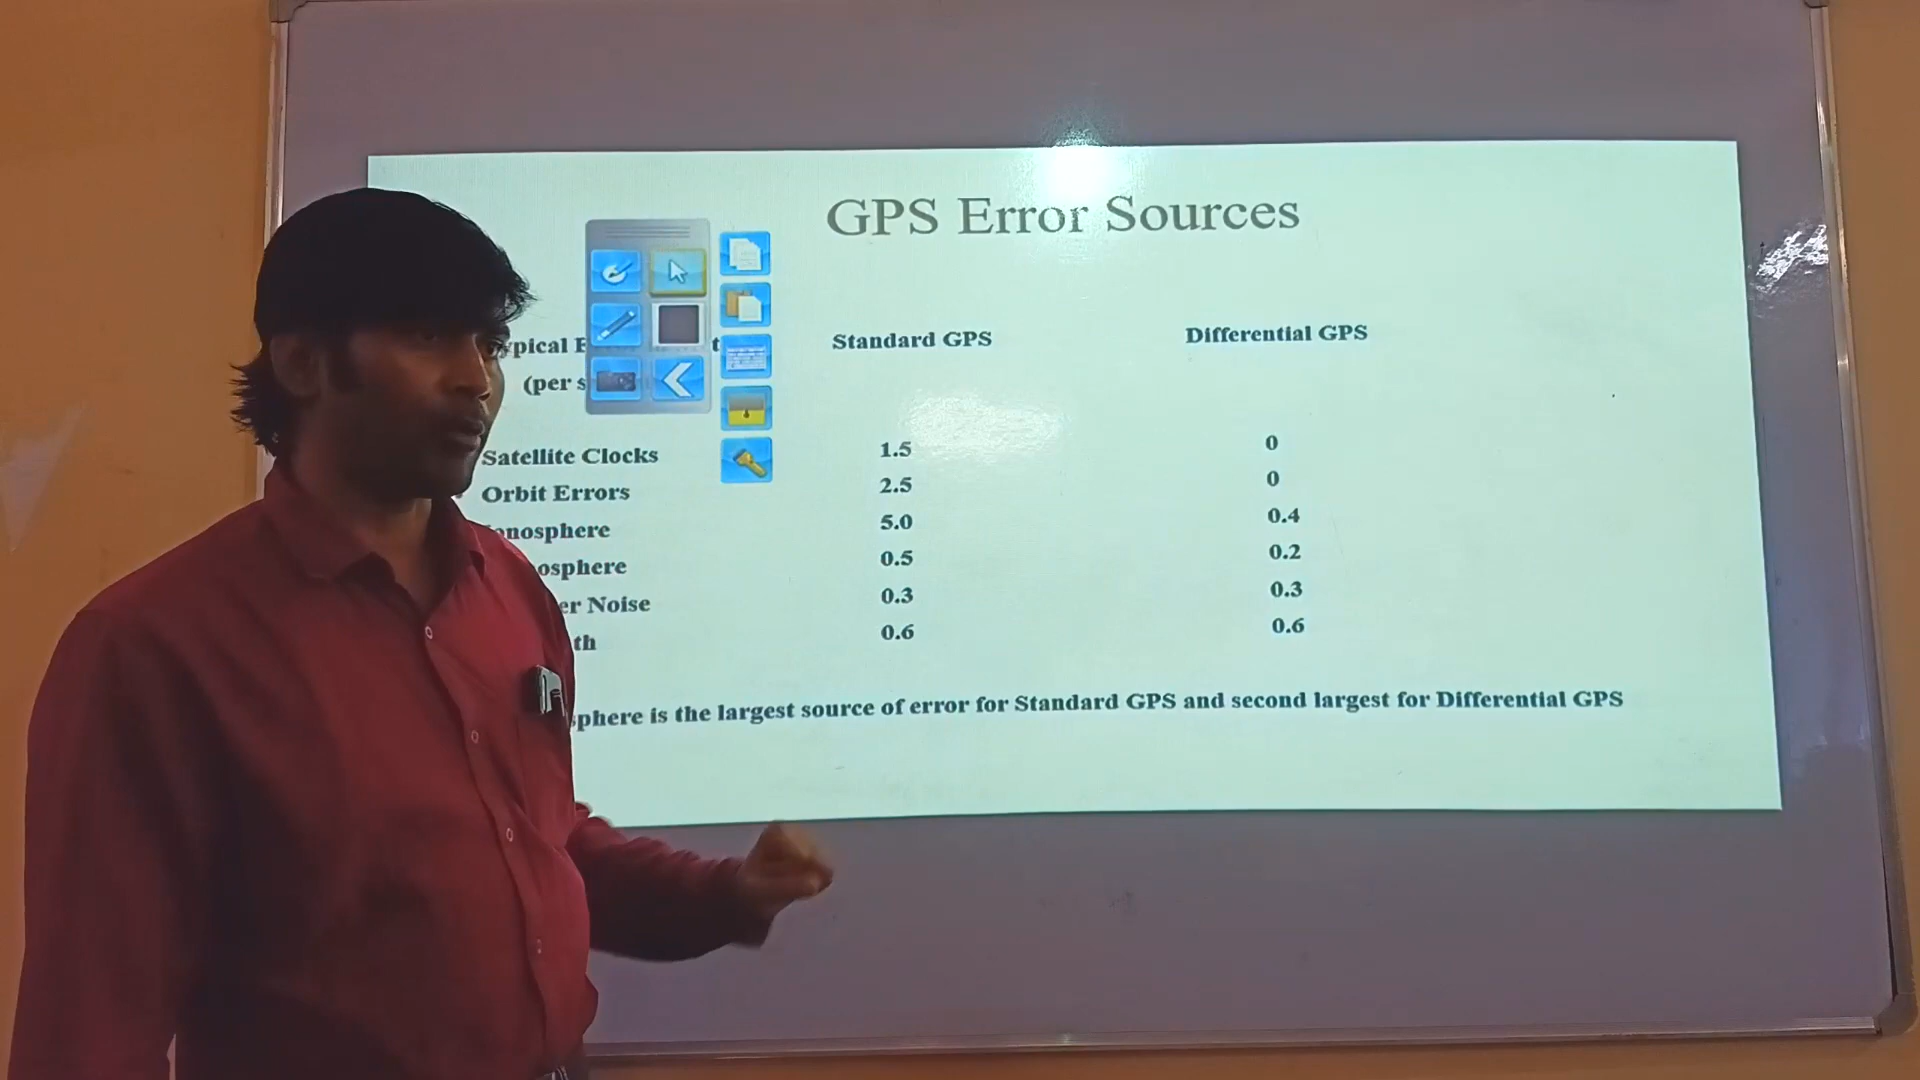 GPS Error Sources
Standard GPS Differential GPS
(per
Satellite Clocks 1.5 0
Orbit Errors 2.5 0
5.0 0.4
0.5 0.2
Noise 0.3 0.3
0.6 0.6
is the largest source of error for Standard GPS and second largest for Differential GPS